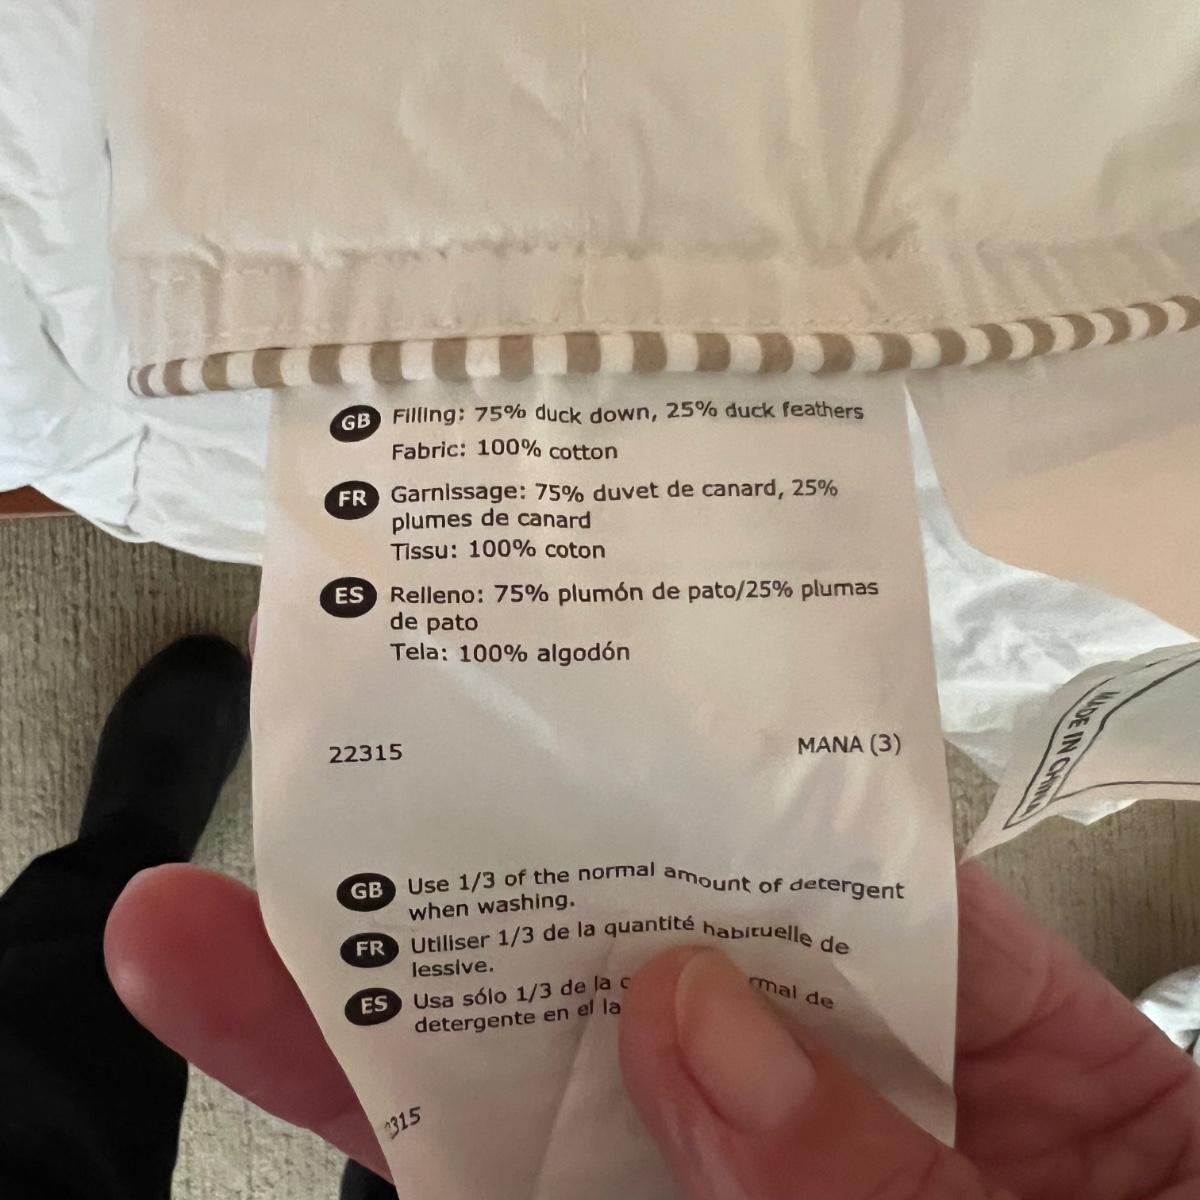 GB Filling: 75% duck down, 25% duck feathers
Fabric: 100% cotton
FR Garnissage: 75% duvet de canard, 25%
plumes de canard
Tissu: 100% coton
ES Relleno: 75% plumón de pato/25% plumas
de pato
Tela: 100% algodón
22315 MANA (3)
MADE IN CHINA
GB Use 1/3 of the normal amount of detergent
when washing.
FR Utiliser 1/3 de la quantité habituelle de
lessive.
ES Usa sólo 1/3 de la de
detergente en el